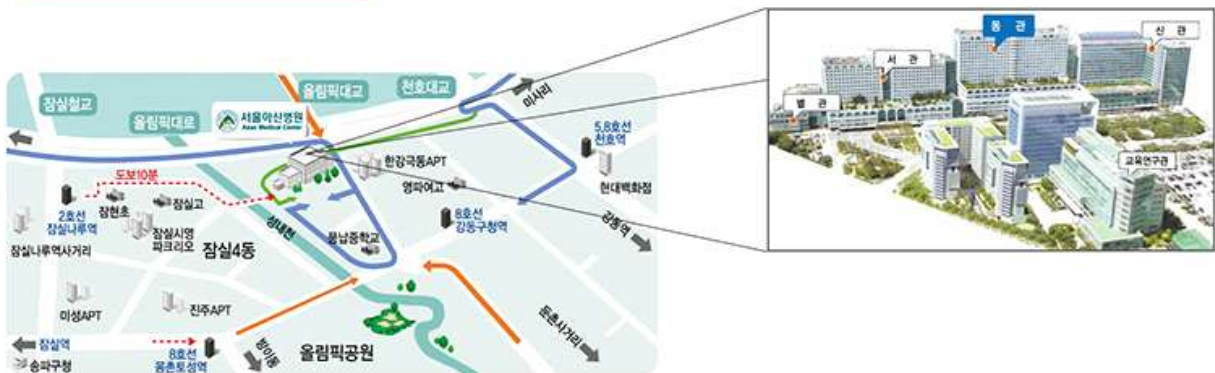 잠실철교
올림픽대로
올림픽대교
천호대교
미사리
서울아산병원
Asan Medical Center
도보10분
2호선
잠실나루역
잠현초
잠실고
잠실시영
파크리오
잠실나루역사거리
잠실4동
성내천
한강극동APT
영파여고
5,8호선
천호역
현대백화점
8호선
강동구청역
강동역
풍납중학교
미성APT
진주APT
잠실역
송파구청
8호선
몽촌토성역
방이동
올림픽공원
둔촌사거리
별 관
서 관
동 관
신 관
교육연구관